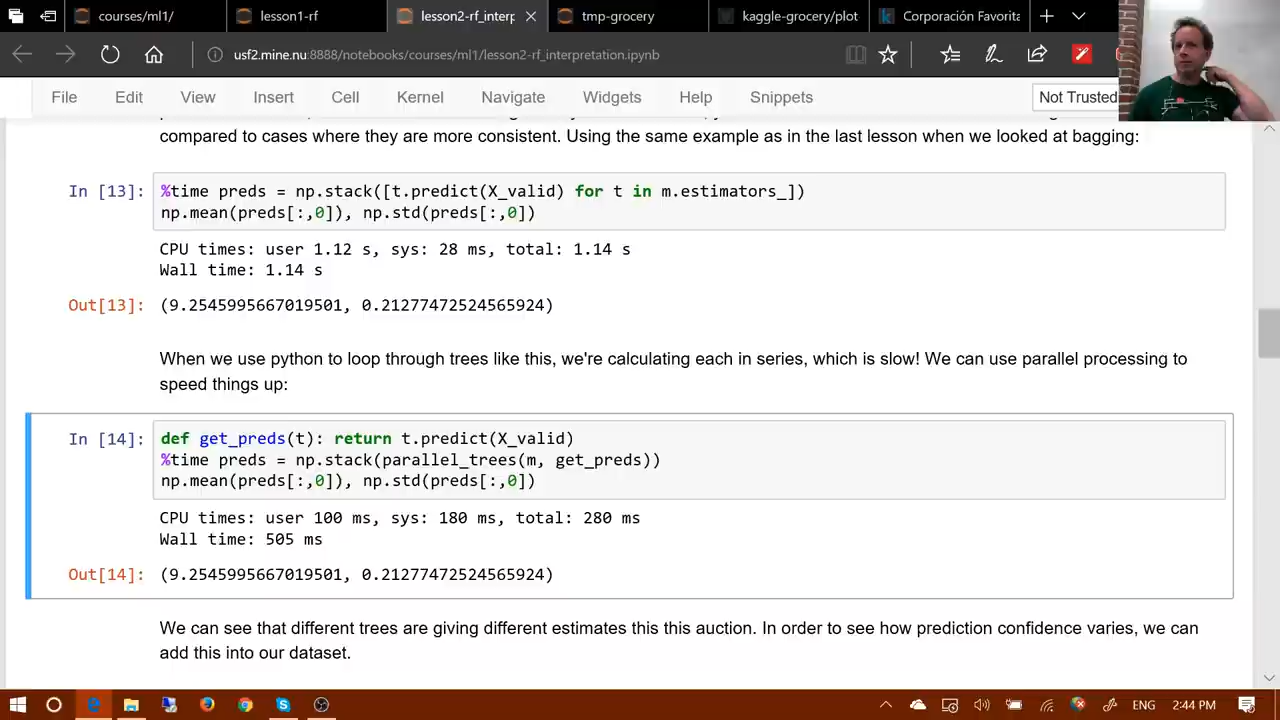 courses/ml1/
lesson1-rf
lesson2-rf_interp
tmp-grocery
kaggle-grocery/plot
Corporación Favorita
usf2.mine.nu:8888/notebooks/courses/ml1/lesson2-rf_interpretation.ipynb
File Edit View Insert Cell Kernel Navigate Widgets Help Snippets Not Trusted
compared to cases where they are more consistent. Using the same example as in the last lesson when we looked at bagging:
In [13]: %time preds = np.stack([t.predict(X_valid) for t in m.estimators_])
np.mean(preds[:,0]), np.std(preds[:,0])
CPU times: user 1.12 s, sys: 28 ms, total: 1.14 s
Wall time: 1.14 s
Out[13]: (9.2545995667019501, 0.21277472524565924)
When we use python to loop through trees like this, we're calculating each in series, which is slow! We can use parallel processing to
speed things up:
In [14]: def get_preds(t): return t.predict(X_valid)
%time preds = np.stack(parallel_trees(m, get_preds))
np.mean(preds[:,0]), np.std(preds[:,0])
CPU times: user 100 ms, sys: 180 ms, total: 280 ms
Wall time: 505 ms
Out[14]: (9.2545995667019501, 0.21277472524565924)
We can see that different trees are giving different estimates this this auction. In order to see how prediction confidence varies, we can
add this into our dataset.
ENG 2:44 PM